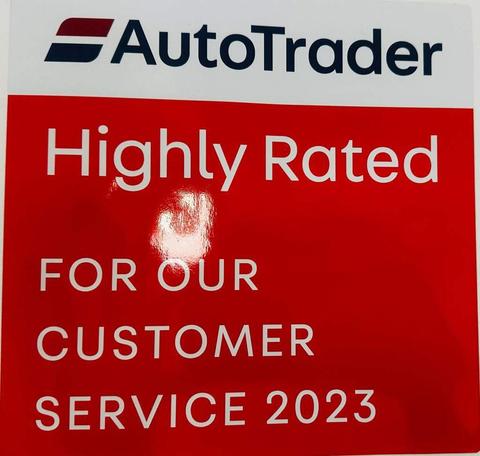 AutoTrader
Highly Rated
FOR OUR
CUSTOMER
SERVICE 2023